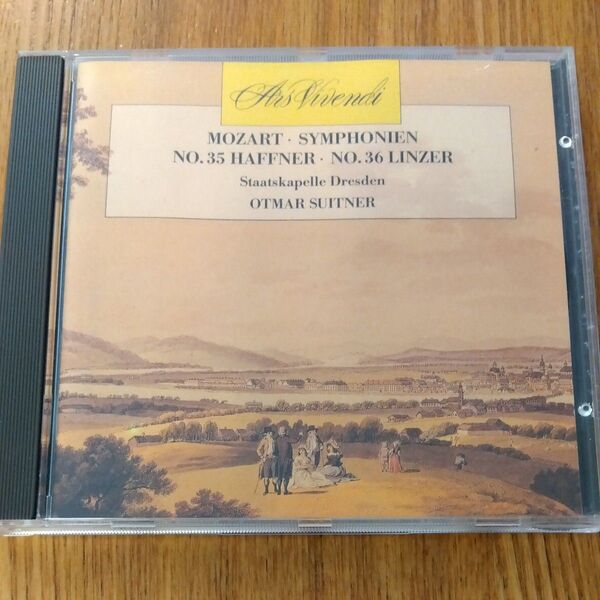 Ars Vivendi
MOZART · SYMPHONIEN
NO. 35 HAFFNER · NO. 36 LINZER
Staatskapelle Dresden
OTMAR SUITNER